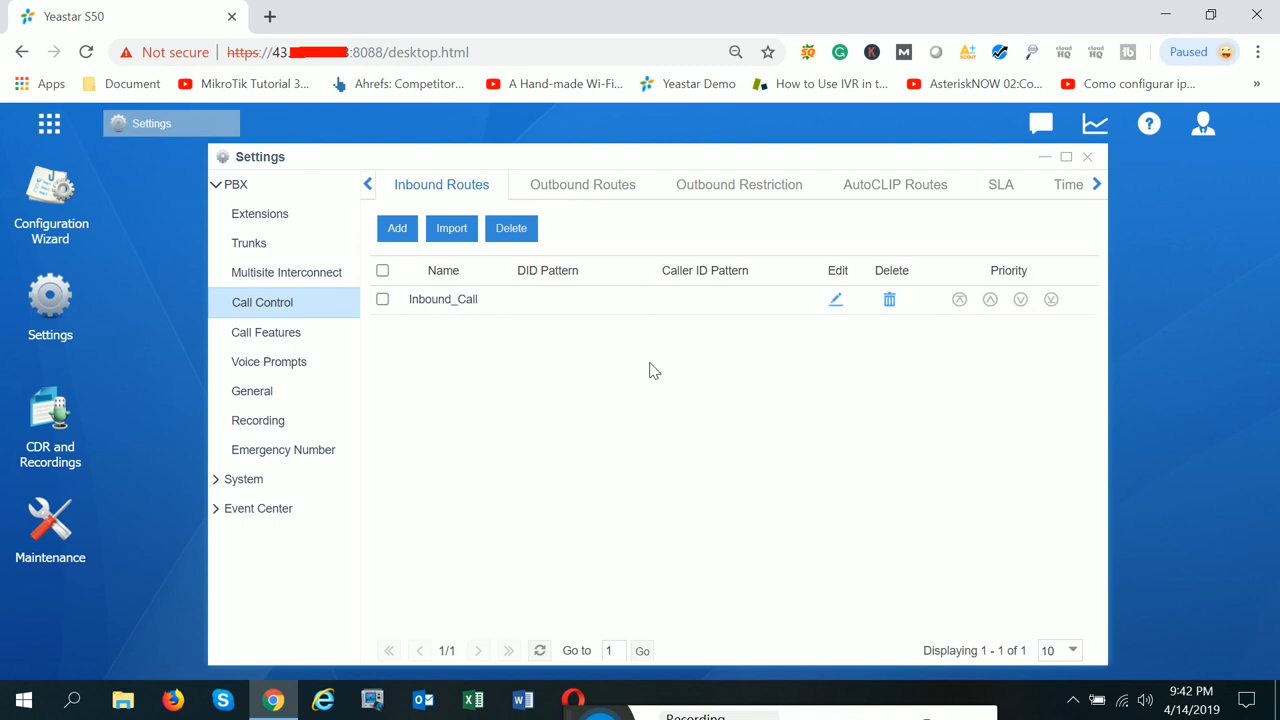 Yeastar S50
Not secure https://43. :8088/desktop.html Paused
Apps Document MikroTik Tutorial 3... Ahrefs: Competitor... A Hand-made Wi-Fi... Yeastar Demo How to Use IVR in t... AsteriskNOW 02:Co... Como configurar ip... »
Settings
Configuration
Wizard
Settings
CDR and
Recordings
Maintenance
Settings
PBX
Extensions
Trunks
Multisite Interconnect
Call Control
Call Features
Voice Prompts
General
Recording
Emergency Number
System
Event Center
Inbound Routes Outbound Routes Outbound Restriction AutoCLIP Routes SLA Time
Add Import Delete
Name DID Pattern Caller ID Pattern Edit Delete Priority
Inbound_Call
1/1 Go to 1 Go Displaying 1 - 1 of 1 10
Recording
9:42 PM
4/14/2019